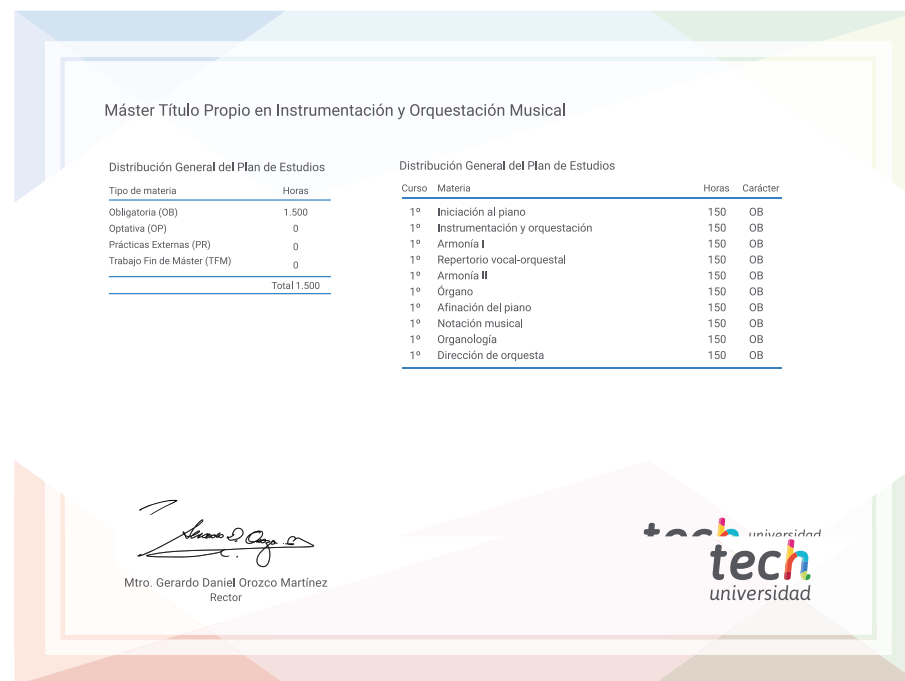 Máster Título Propio en Instrumentación y Orquestación Musical
Distribución General del Plan de Estudios
Tipo de materia Horas
Obligatoria (OB) 1.500
Optativa (OP) 0
Prácticas Externas (PR) 0
Trabajo Fin de Máster (TFM) 0
Total 1.500
Distribución General del Plan de Estudios
Curso Materia Horas Carácter
1º Iniciación al piano 150 OB
1º Instrumentación y orquestación 150 OB
1º Armonía I 150 OB
1º Repertorio vocal-orquestal 150 OB
1º Armonía II 150 OB
1º Órgano 150 OB
1º Afinación del piano 150 OB
1º Notación musical 150 OB
1º Organología 150 OB
1º Dirección de orquesta 150 OB
Mtro. Gerardo Daniel Orozco Martínez
Rector
tech universidad
tech
universidad